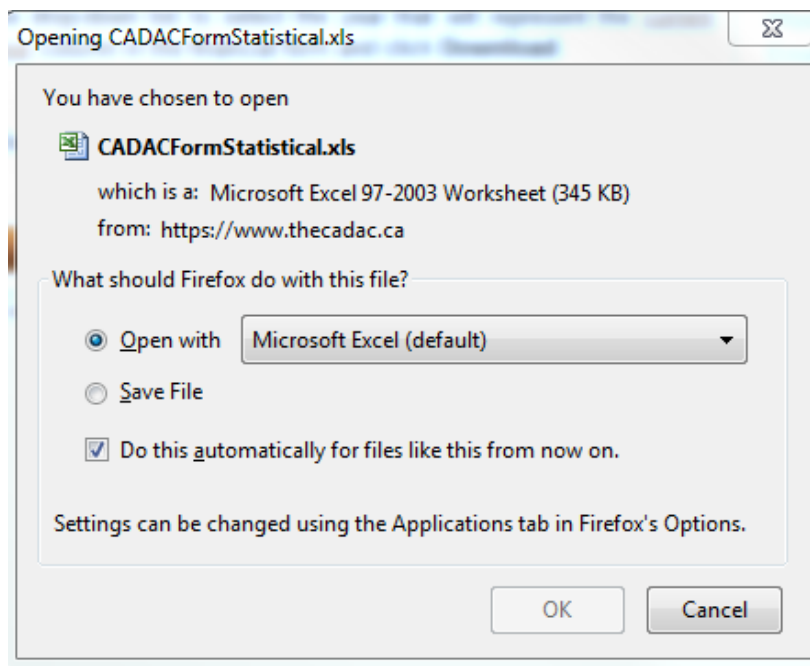 Opening CADACFormStatistical.xls
You have chosen to open
CADACFormStatistical.xls
which is a: Microsoft Excel 97-2003 Worksheet (345 KB)
from: https://www.thecadac.ca
What should Firefox do with this file?
Open with Microsoft Excel (default)
Save File
Do this automatically for files like this from now on.
Settings can be changed using the Applications tab in Firefox's Options.
OK Cancel